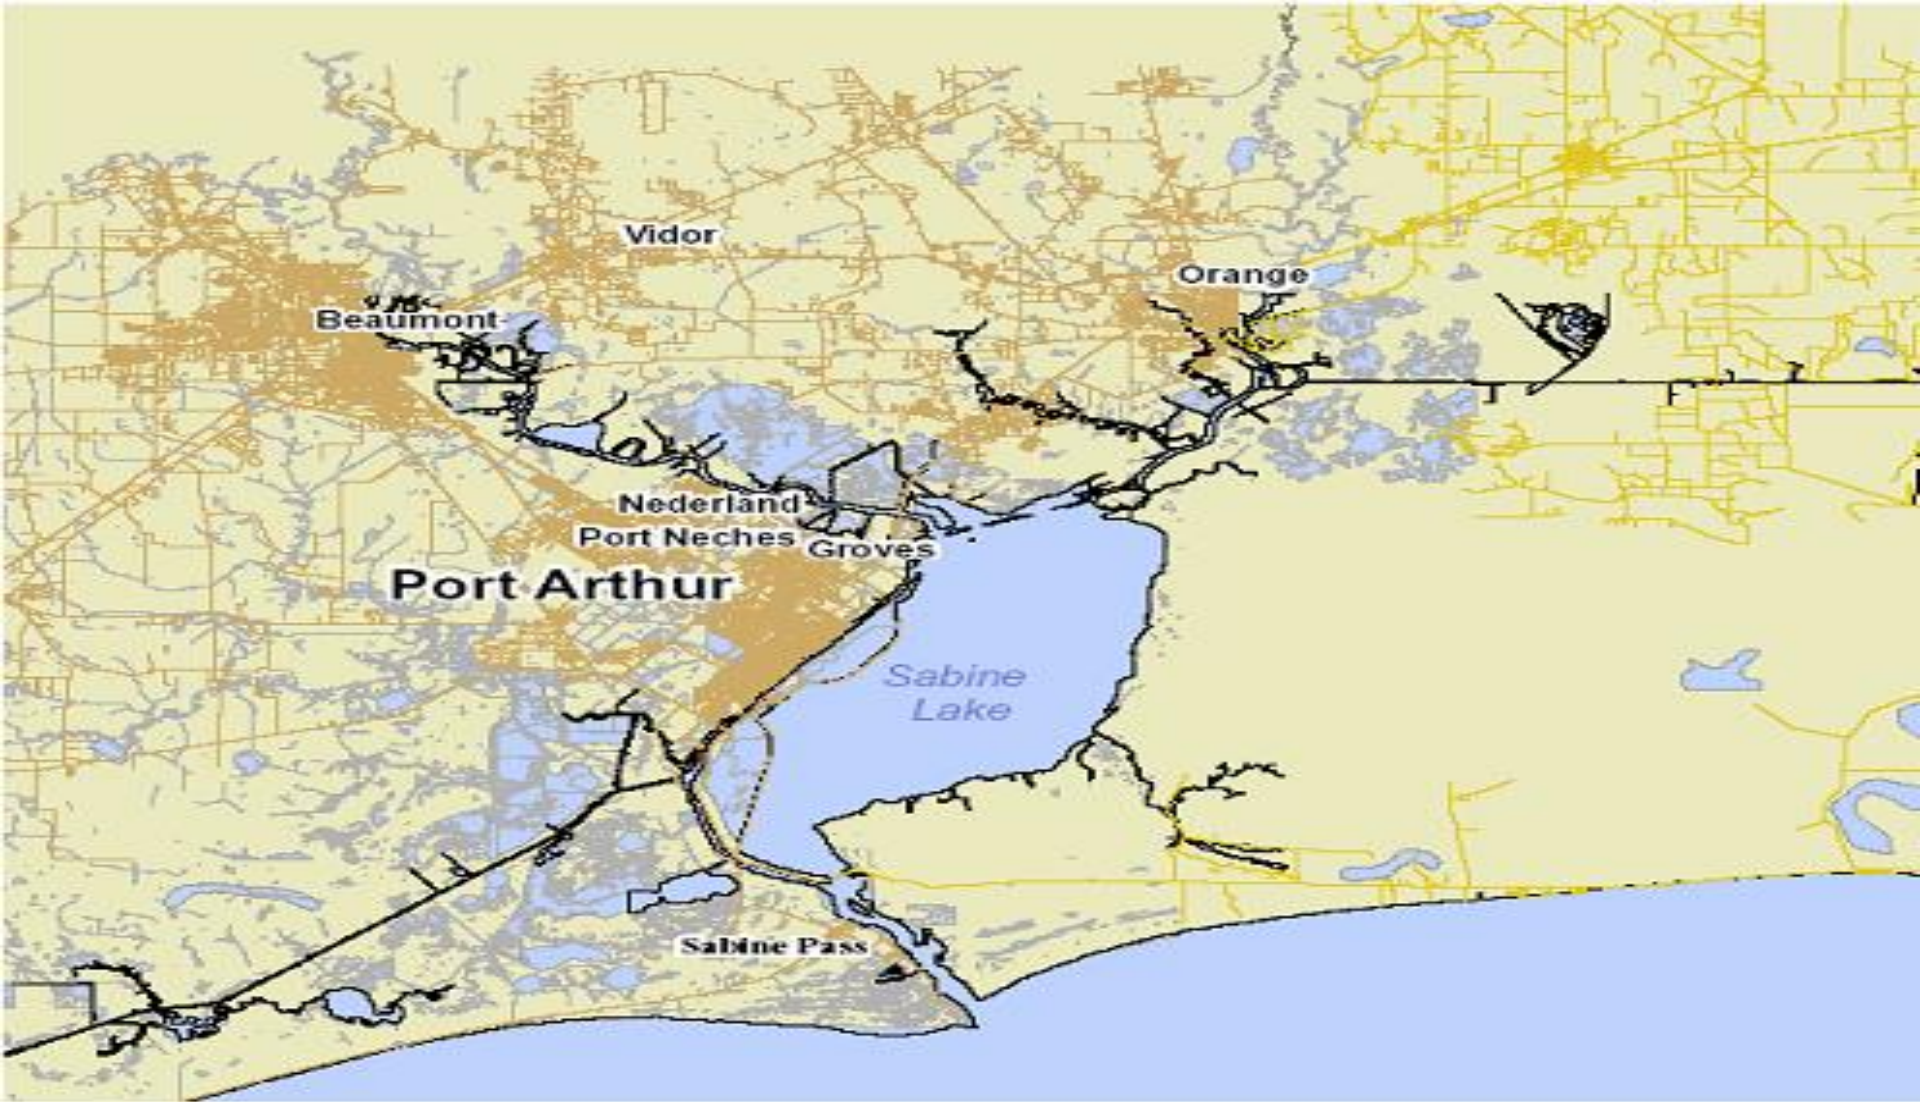 Vidor
Orange
Beaumont
Nederland
Port Neches
Groves
Port Arthur
Sabine
Lake
Sabine Pass